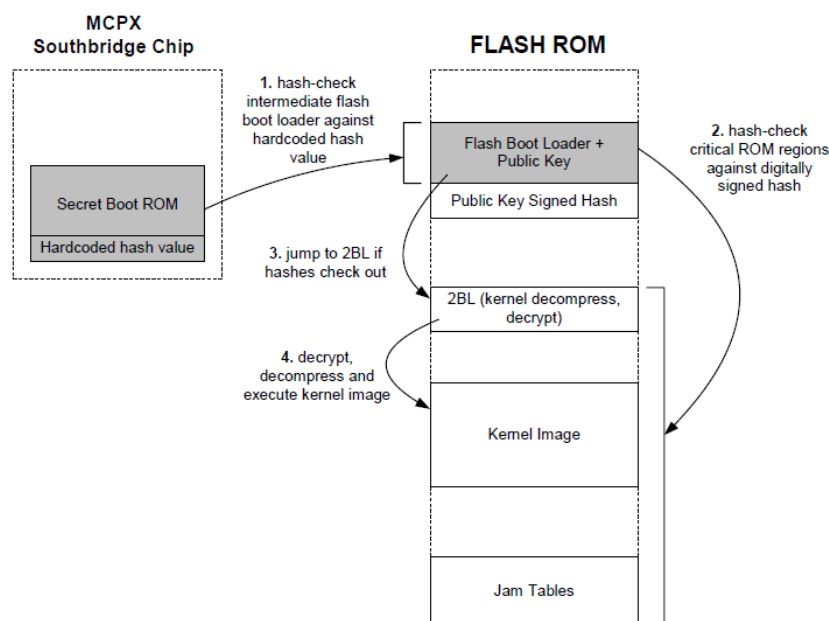 MCPX
Southbridge Chip
FLASH ROM
1. hash-check
intermediate flash
boot loader against
hardcoded hash
value
Flash Boot Loader +
Public Key
2. hash-check
critical ROM regions
against digitally
signed hash
Secret Boot ROM
Public Key Signed Hash
Hardcoded hash value
3. jump to 2BL if
hashes check out
2BL (kernel decompress,
decrypt)
4. decrypt,
decompress and
execute kernel image
Kernel Image
Jam Tables